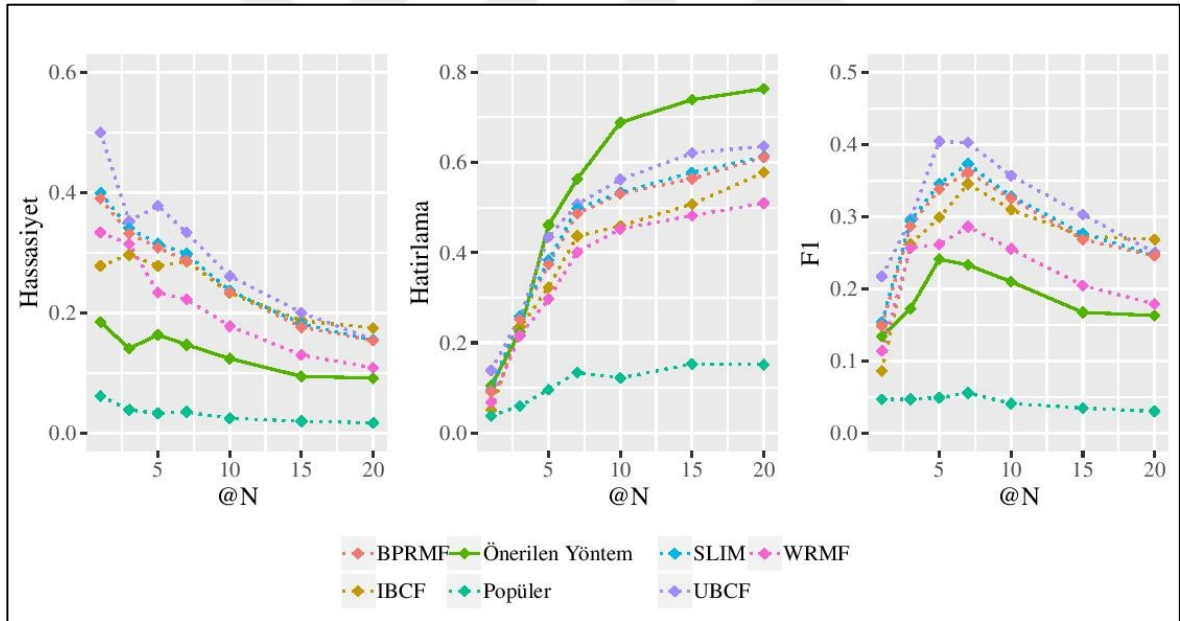 Hassasiyet
0.6
0.4
0.2
0.0
5 10 15 20
@N
Hatirlama
0.8
0.6
0.4
0.2
0.0
5 10 15 20
@N
F1
0.5
0.4
0.3
0.2
0.1
0.0
5 10 15 20
@N
BPRMF Önerilen Yöntem SLIM WRMF
IBCF Popüler UBCF